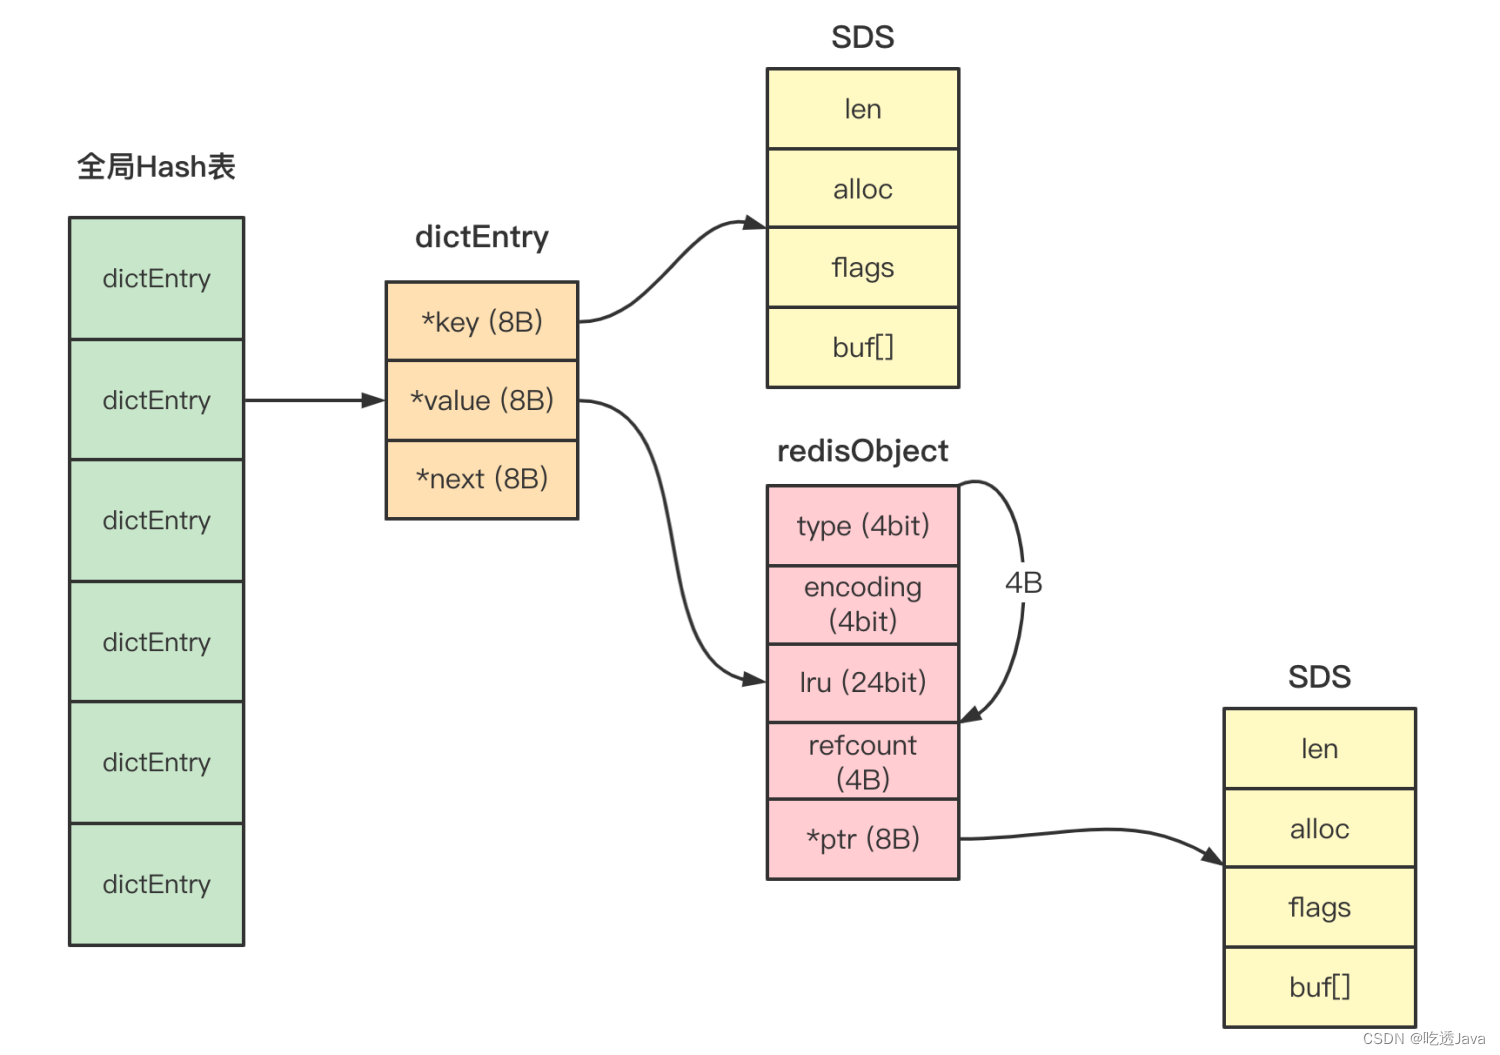 全局Hash表
dictEntry
dictEntry
dictEntry
dictEntry
dictEntry
dictEntry
dictEntry
*key (8B)
*value (8B)
*next (8B)
SDS
len
alloc
flags
buf[]
redisObject
type (4bit)
encoding
(4bit)
lru (24bit)
refcount
(4B)
*ptr (8B)
4B
SDS
len
alloc
flags
buf[]
CSDN @吃透Java